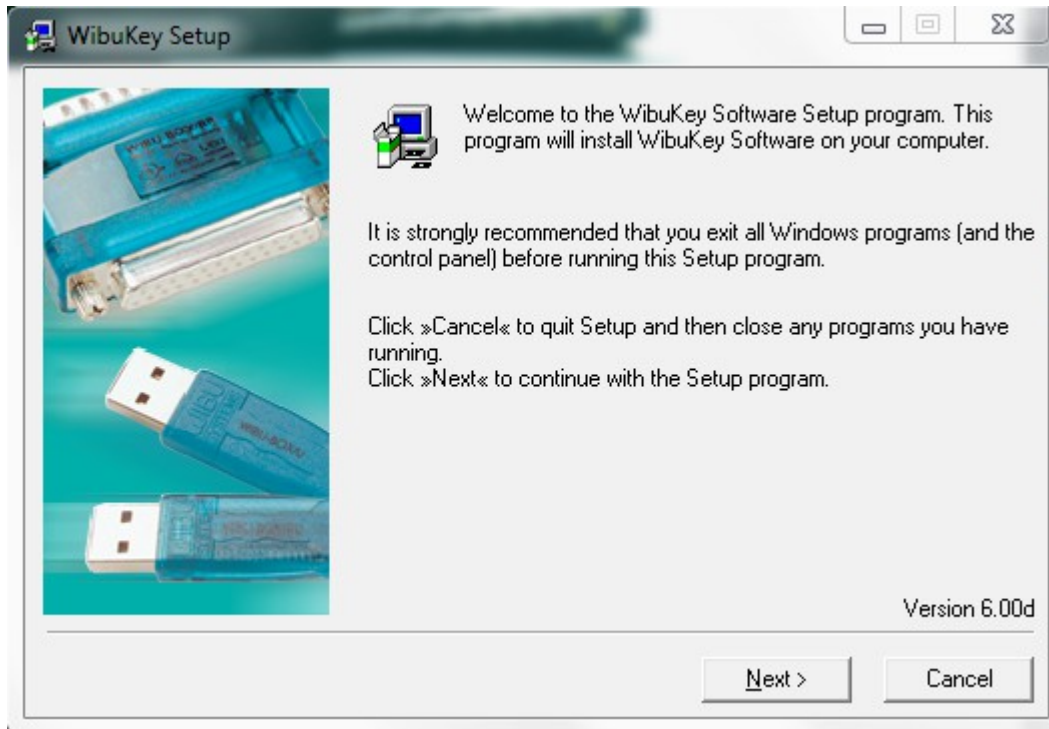 WibuKey Setup
Welcome to the WibuKey Software Setup program. This
program will install WibuKey Software on your computer.
It is strongly recommended that you exit all Windows programs (and the
control panel) before running this Setup program.
Click »Cancel« to quit Setup and then close any programs you have
running.
Click »Next« to continue with the Setup program.
WIBU-BOX/U
Version 6.00d
Next >
Cancel